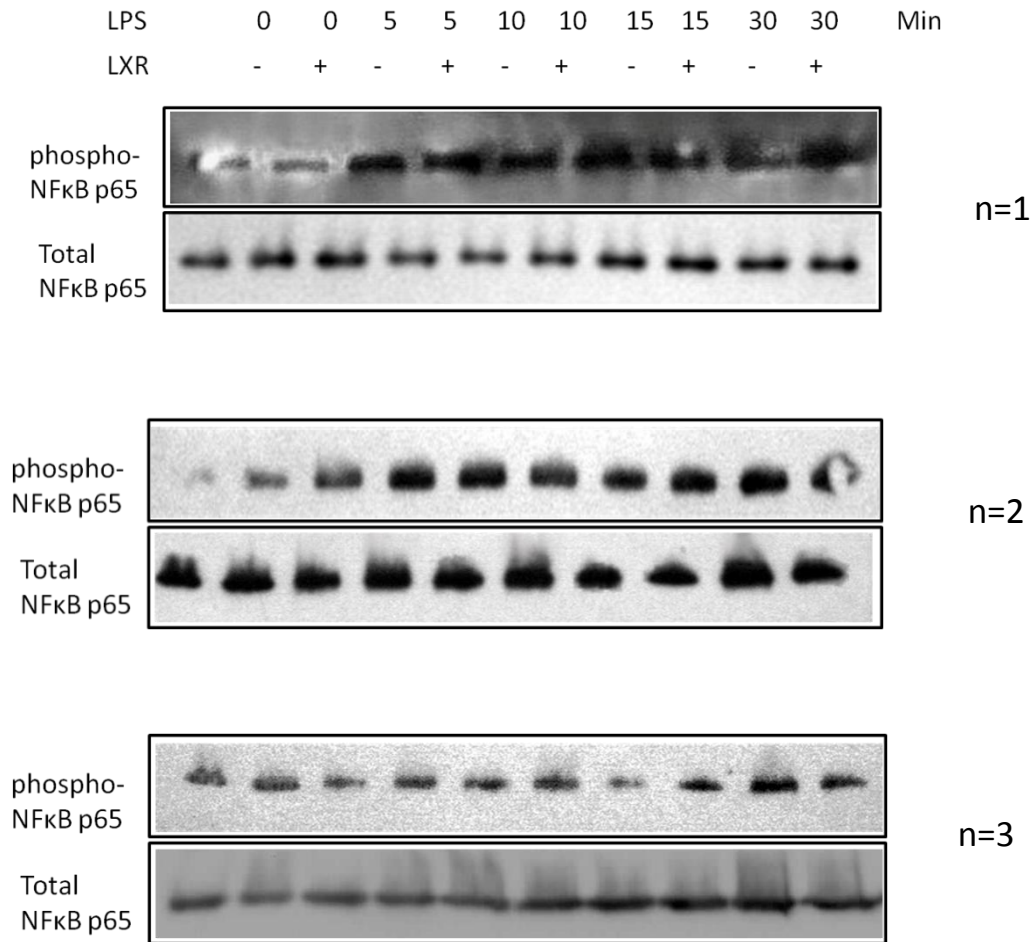 LPS 0 0 5 5 10 10 15 15 30 30 Min
LXR - + - + - + - + - +
phospho-
NFκB p65
n=1
Total
NFκB p65
phospho-
NFκB p65
n=2
Total
NFκB p65
phospho-
NFκB p65
n=3
Total
NFκB p65